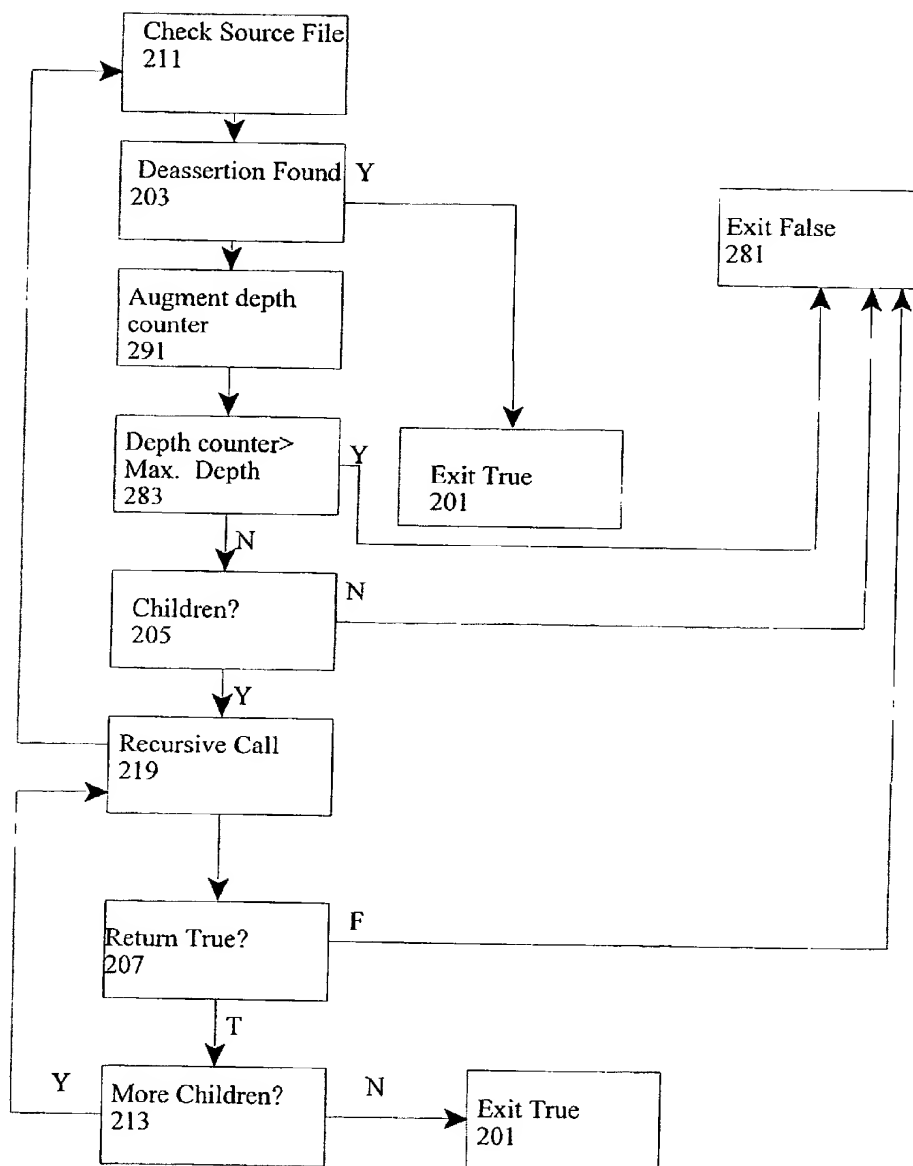 Check Source File
211
Deassertion Found
203
Y
Exit False
281
Augment depth
counter
291
Depth counter>
Max. Depth
283
Y
Exit True
201
N
Children?
205
N
Y
Recursive Call
219
Return True?
207
F
T
Y
More Children?
213
N
Exit True
201